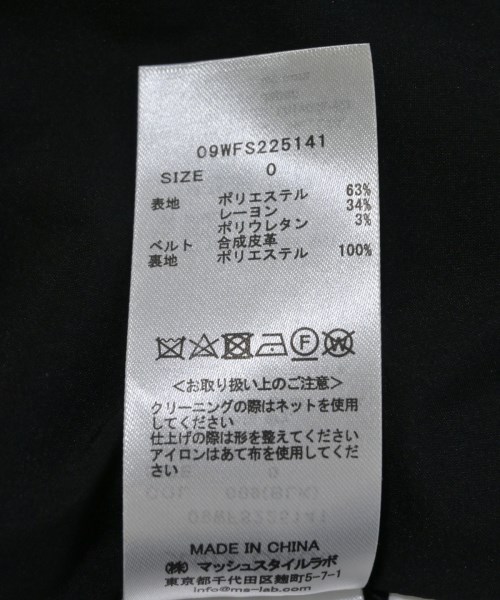 09WFS225141
SIZE 0
表地 ポリエステル 63%
レーヨン 34%
ポリウレタン 3%
ベルト 合成皮革
裏地 ポリエステル 100%
F W
<お取り扱い上のご注意>
クリーニングの際はネットを使用
してください
仕上げの際は形を整えてください
アイロンはあて布を使用してくだ
さい
MADE IN CHINA
(株) マッシュスタイルラボ
東京都千代田区麹町5-7-1
info@ms-lab.com